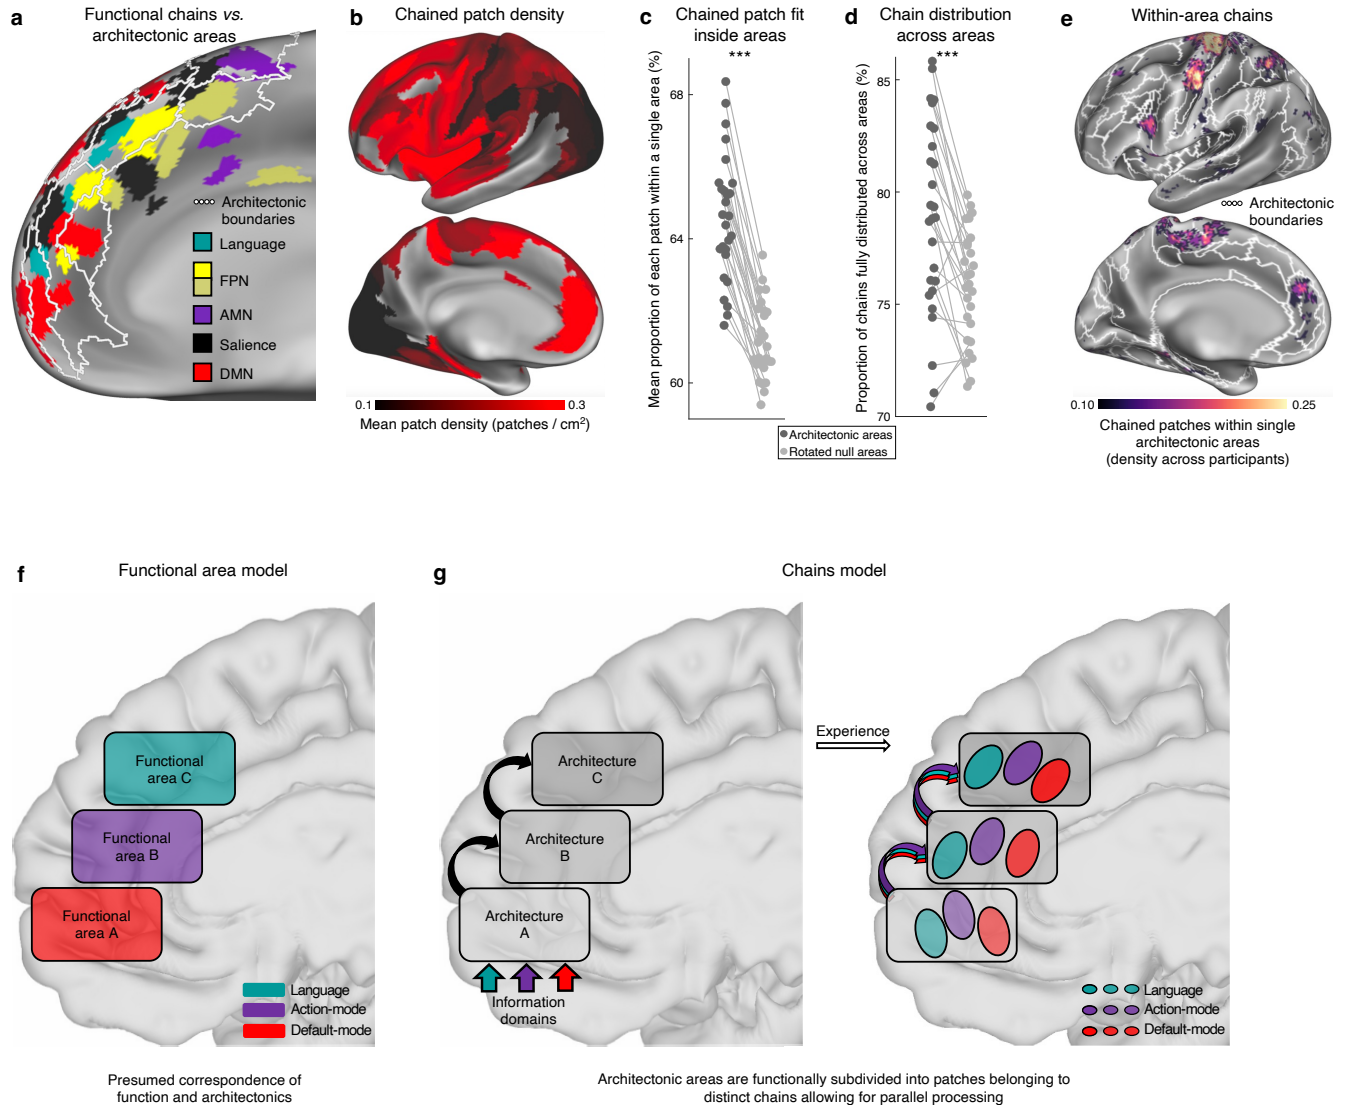 a
Functional chains vs.
architectonic areas
Architectonic
boundaries
Language
FPN
AMN
Salience
DMN
b
Chained patch density
0.1
0.3
Mean patch density (patches / cm²)
c
Chained patch fit
inside areas
***
Mean proportion of each patch within a single area (%)
68
64
60
d
Chain distribution
across areas
***
Proportion of chains fully distributed across areas (%)
85
80
75
70
Architectonic areas
Rotated null areas
e
Within-area chains
Architectonic
boundaries
0.10
0.25
Chained patches within single
architectonic areas
(density across participants)
f
Functional area model
Functional
area C
Functional
area B
Functional
area A
Language
Action-mode
Default-mode
Presumed correspondence of
function and architectonics
g
Chains model
Architecture
C
Architecture
B
Architecture
A
Information
domains
Experience
Language
Action-mode
Default-mode
Architectonic areas are functionally subdivided into patches belonging to
distinct chains allowing for parallel processing